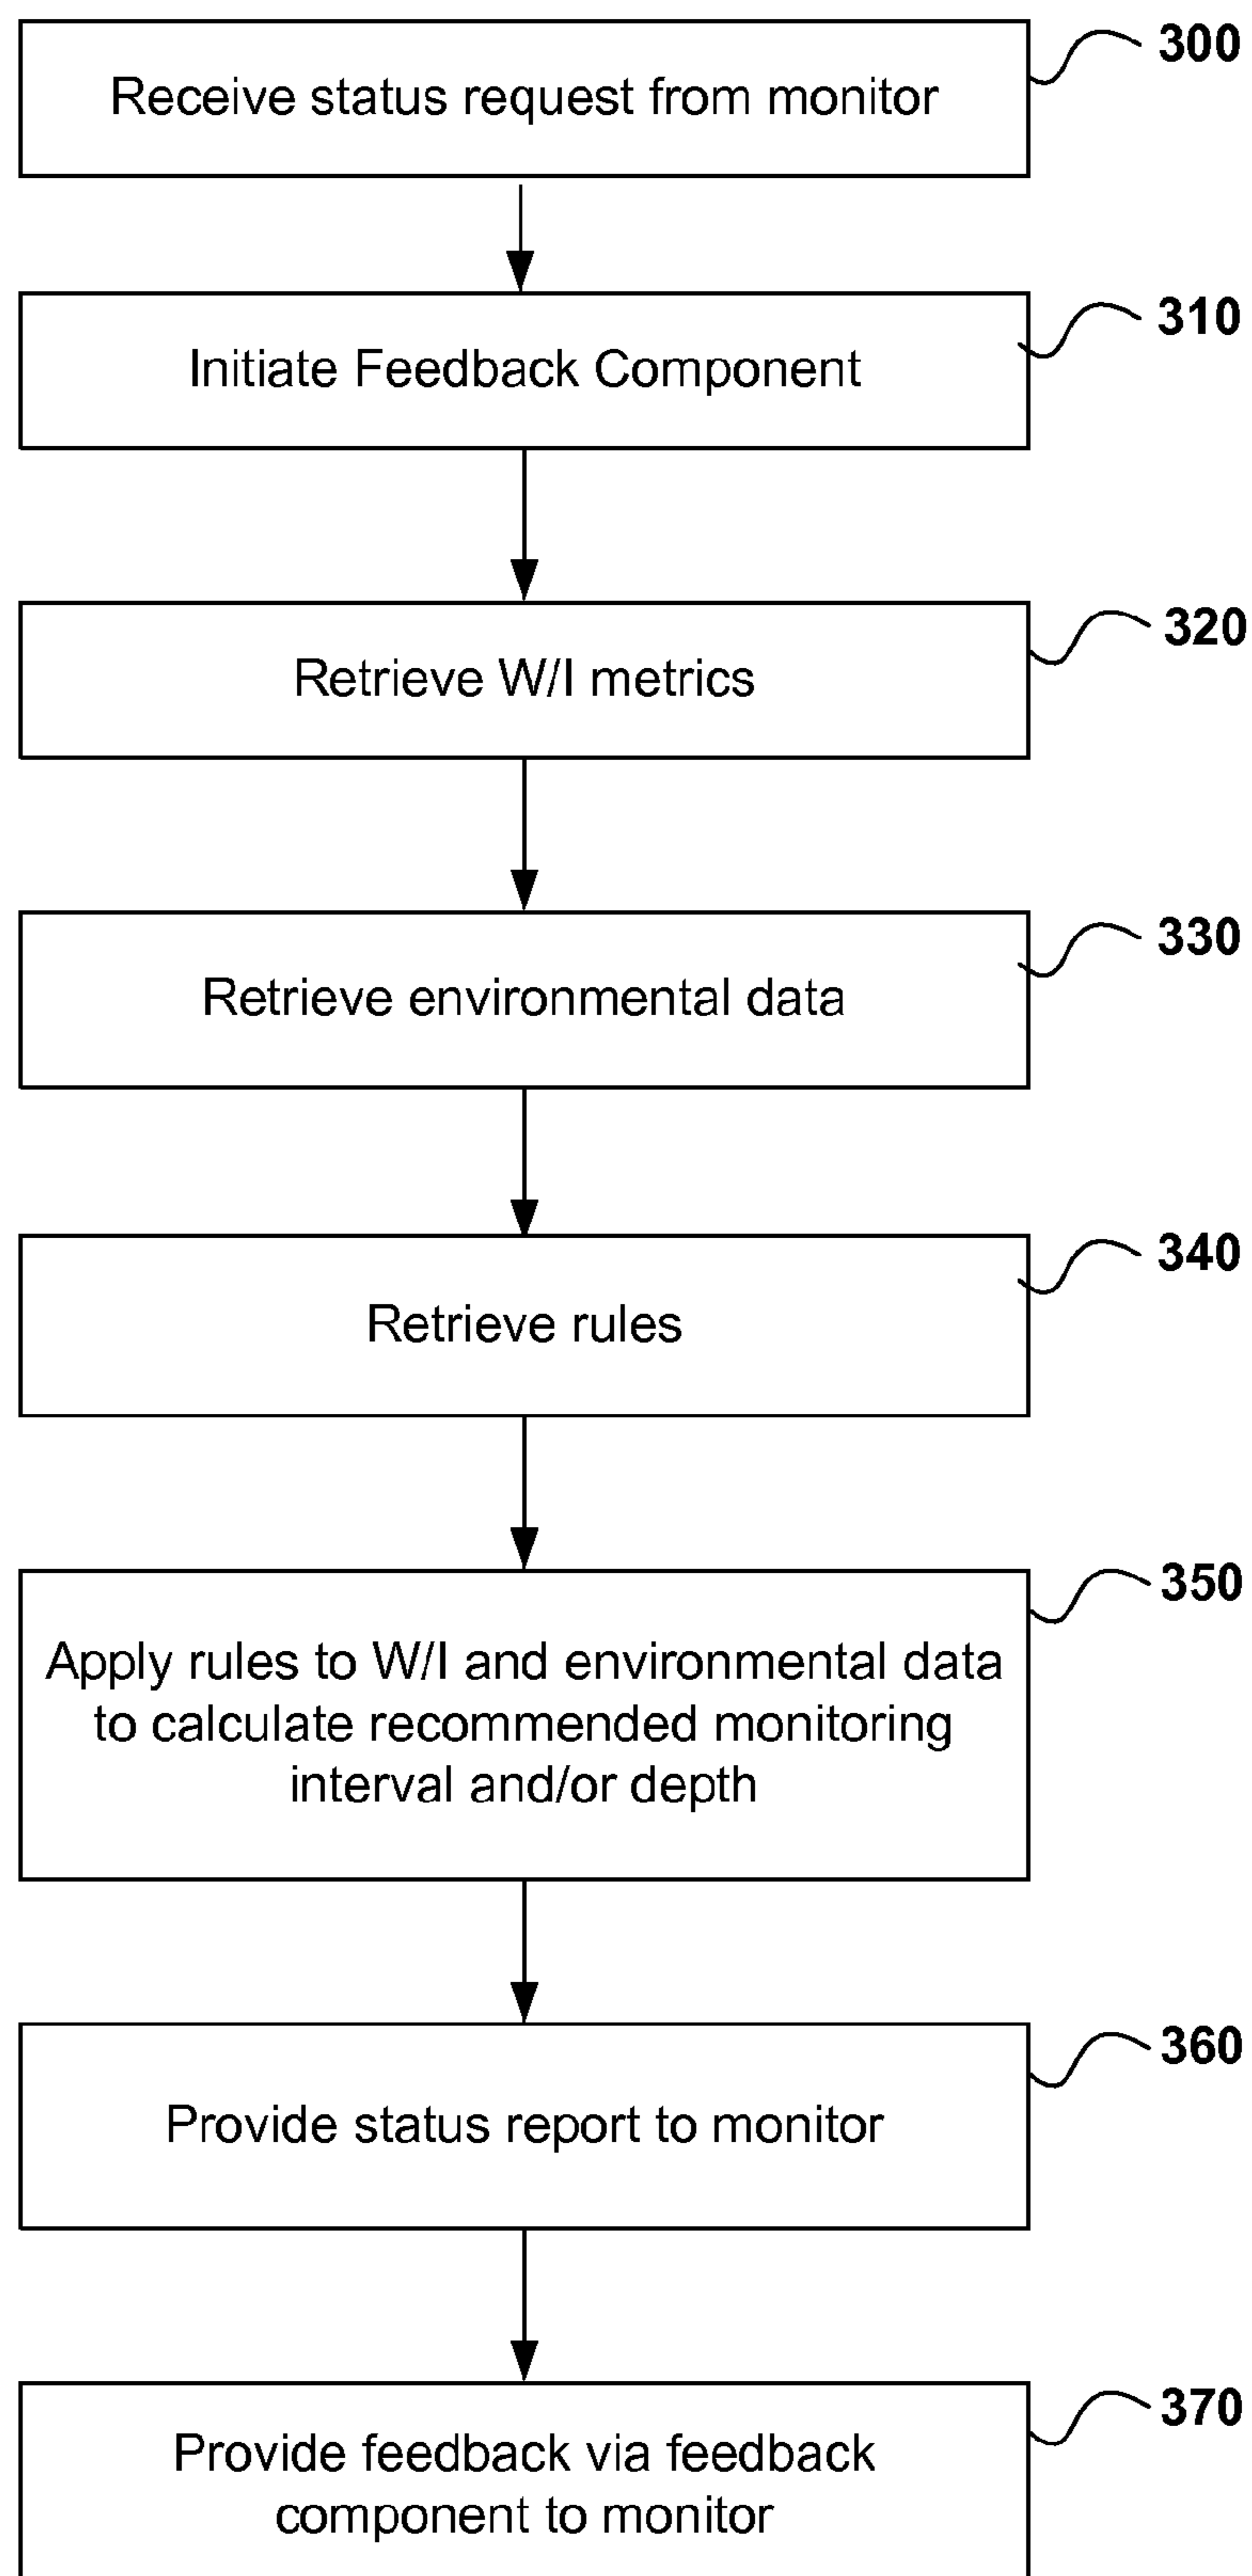 Receive status request from monitor
300
Initiate Feedback Component
310
Retrieve W/I metrics
320
Retrieve environmental data
330
Retrieve rules
340
Apply rules to W/I and environmental data
to calculate recommended monitoring
interval and/or depth
350
Provide status report to monitor
360
Provide feedback via feedback
component to monitor
370